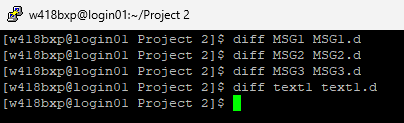 w418bxp@login01:~/Project 2
[w418bxp@login01 Project 2]$ diff MSG1 MSG1.d
[w418bxp@login01 Project 2]$ diff MSG2 MSG2.d
[w418bxp@login01 Project 2]$ diff MSG3 MSG3.d
[w418bxp@login01 Project 2]$ diff text1 text1.d
[w418bxp@login01 Project 2]$